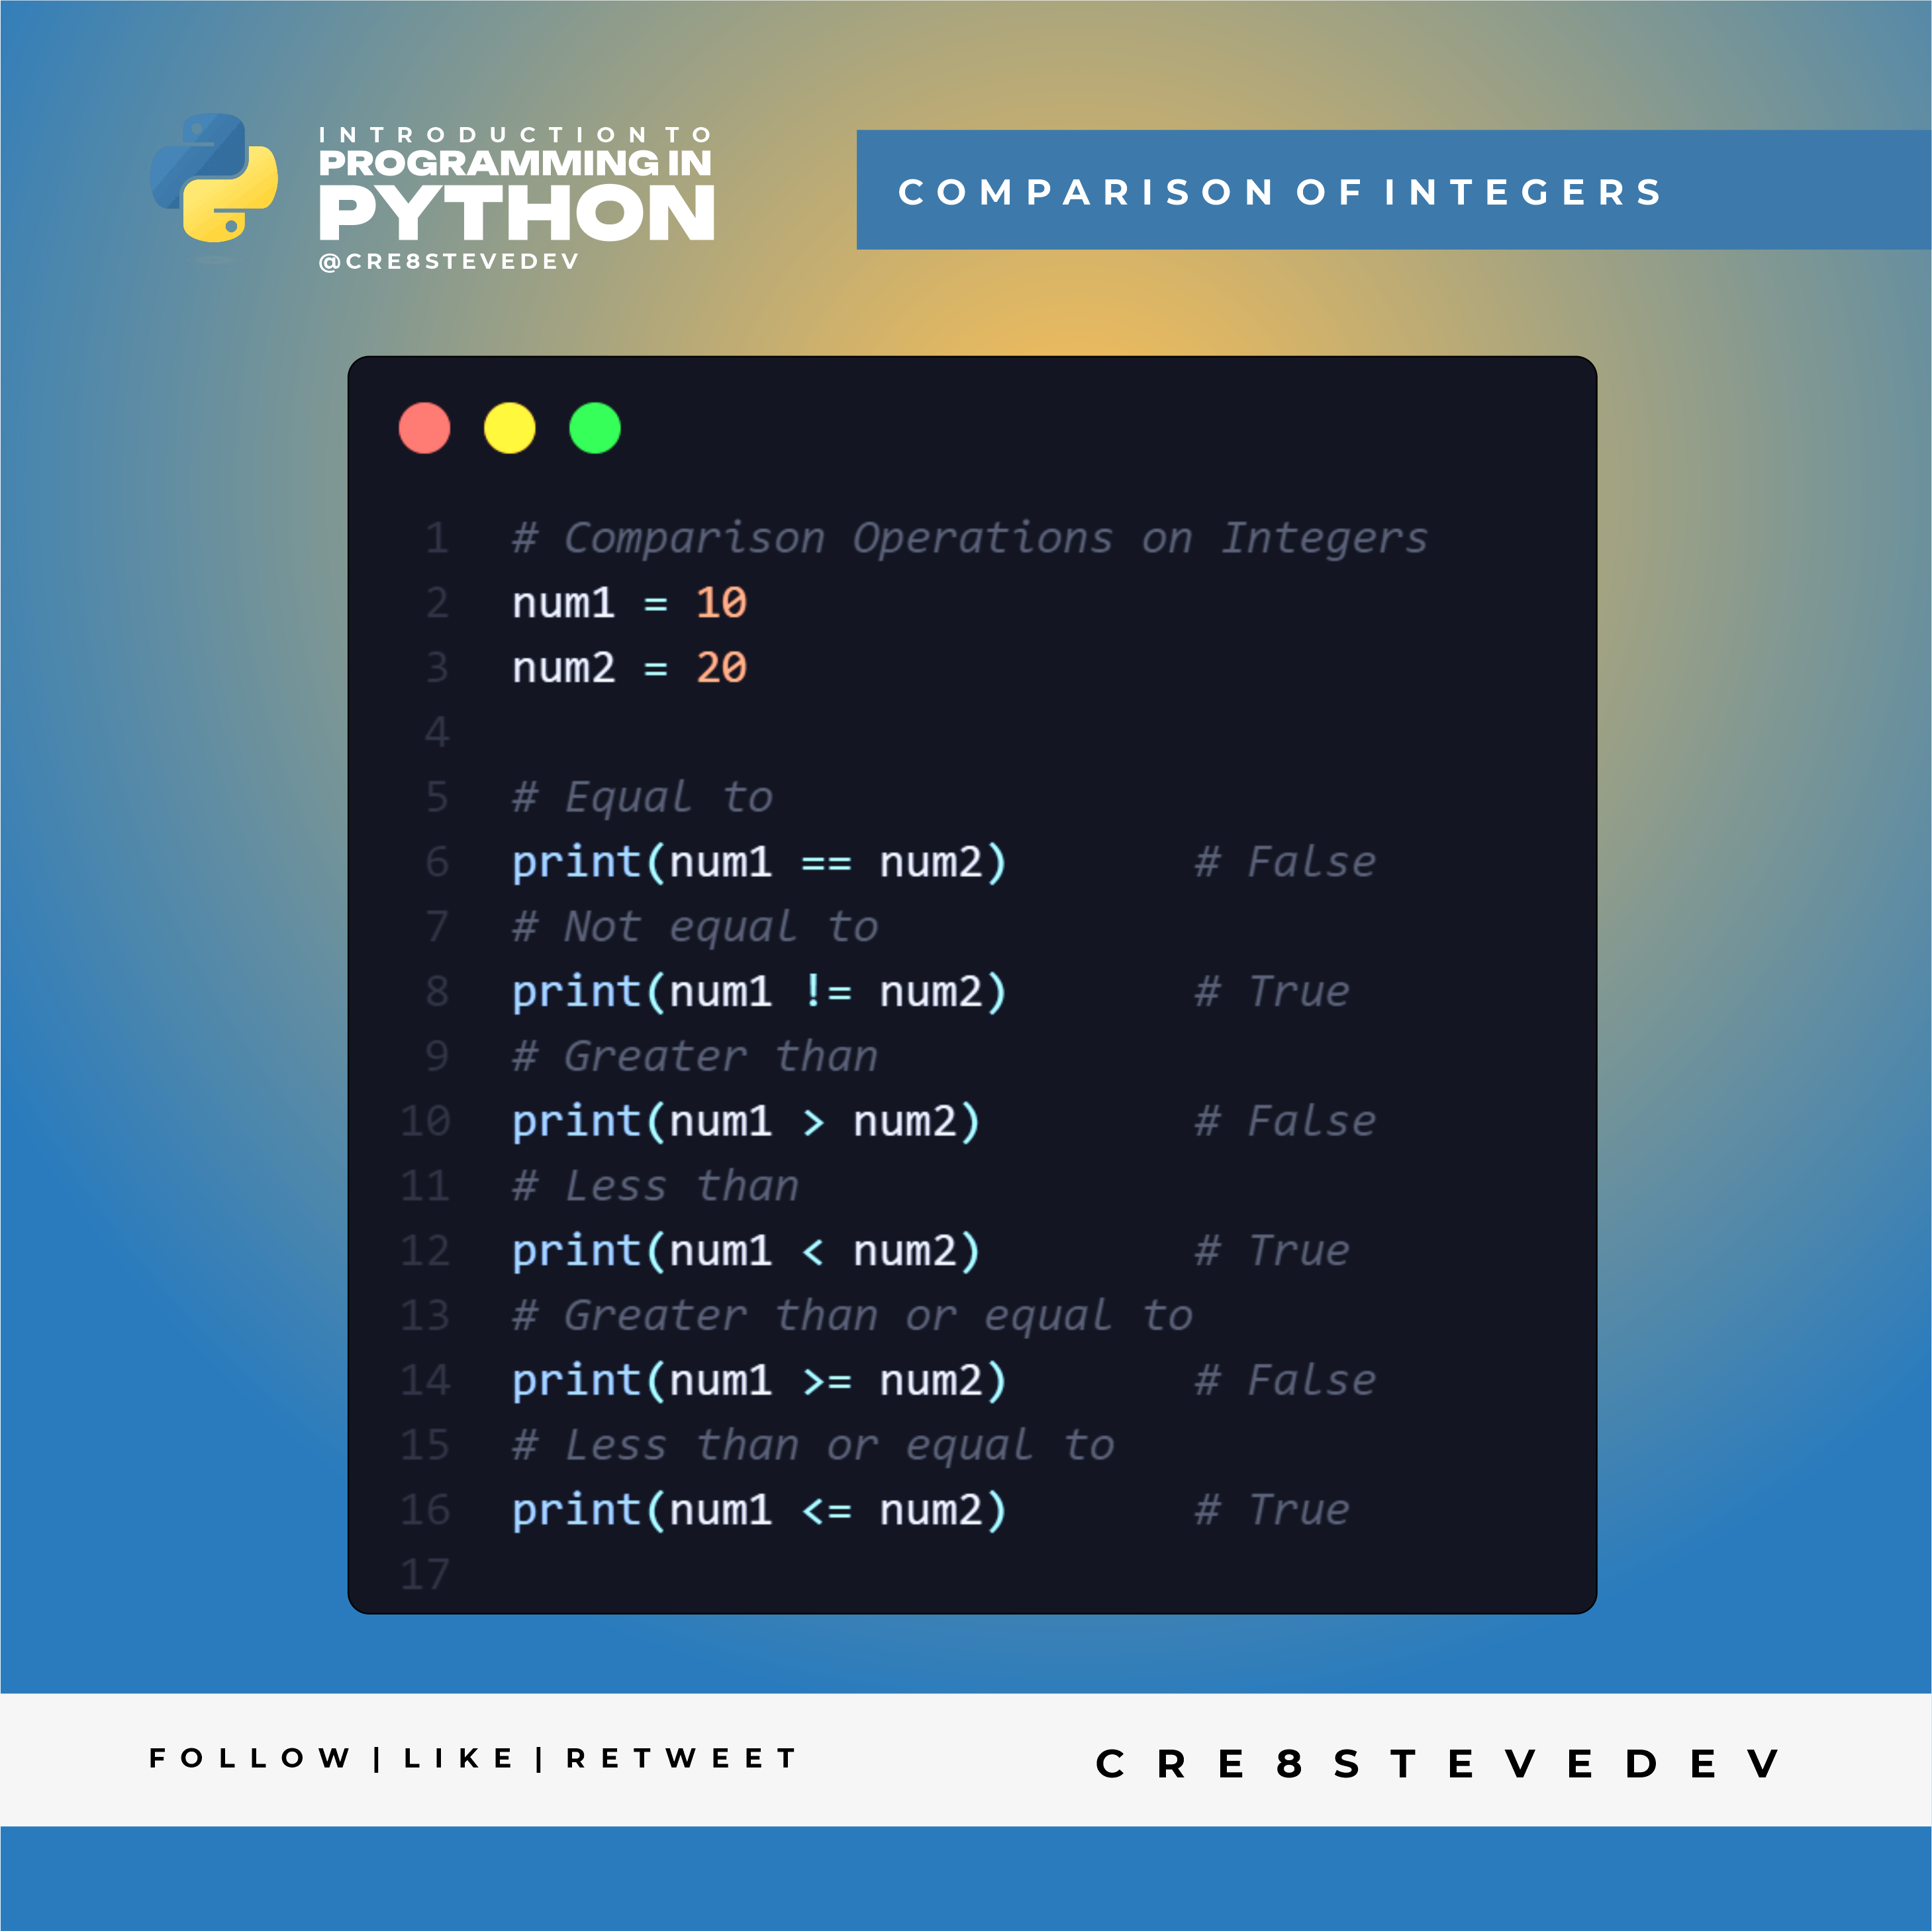 INTRODUCTION TO
PROGRAMMING IN
PYTHON
@CRE8STEVEDEV
COMPARISON OF INTEGERS
1 # Comparison Operations on Integers
2 num1 = 10
3 num2 = 20
4
5 # Equal to
6 print(num1 == num2) # False
7 # Not equal to
8 print(num1 != num2) # True
9 # Greater than
10 print(num1 > num2) # False
11 # Less than
12 print(num1 < num2) # True
13 # Greater than or equal to
14 print(num1 >= num2) # False
15 # Less than or equal to
16 print(num1 <= num2) # True
17
FOLLOW | LIKE | RETWEET
CRE8STEVEDEV